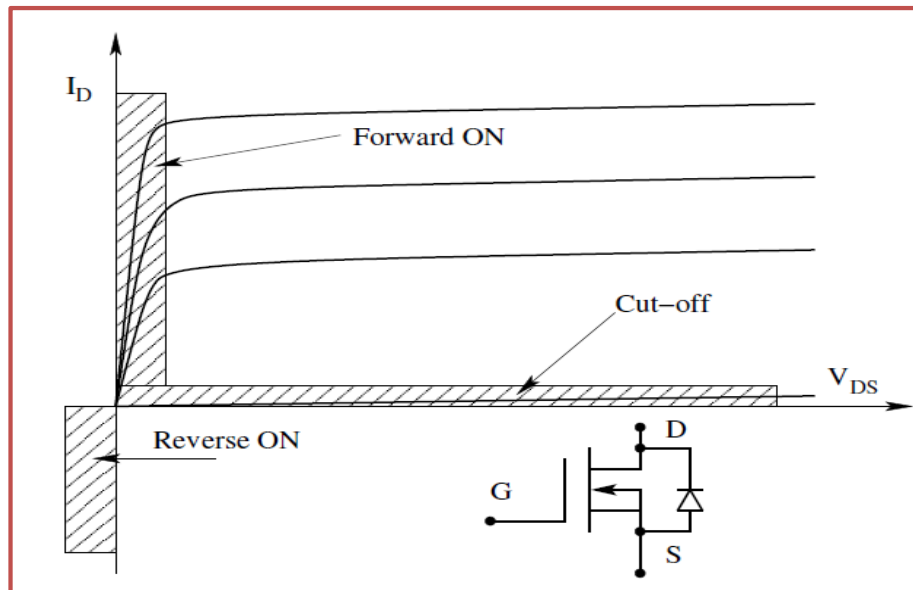 I_D
Forward ON
Cut-off
V_DS
Reverse ON
D
G
S